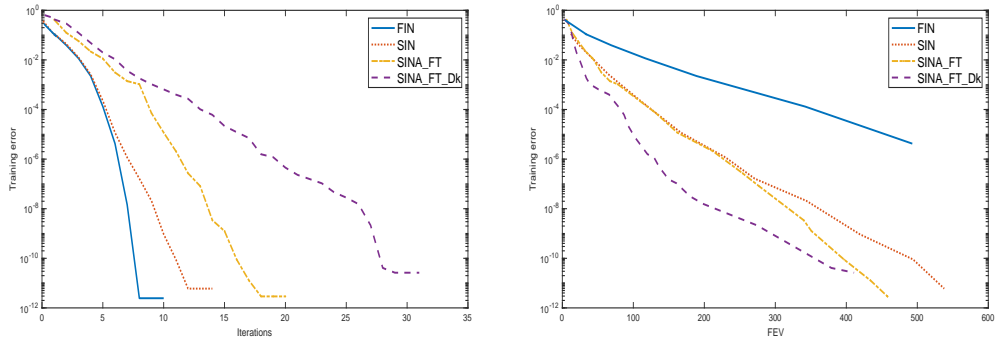 10^0
10^-2
10^-4
10^-6
10^-8
10^-10
10^-12
Training error
0 5 10 15 20 25 30 35
Iterations
FIN
SIN
SINA_FT
SINA_FT_Dk
10^0
10^-2
10^-4
10^-6
10^-8
10^-10
10^-12
Training error
0 100 200 300 400 500 600
FEV
FIN
SIN
SINA_FT
SINA_FT_Dk